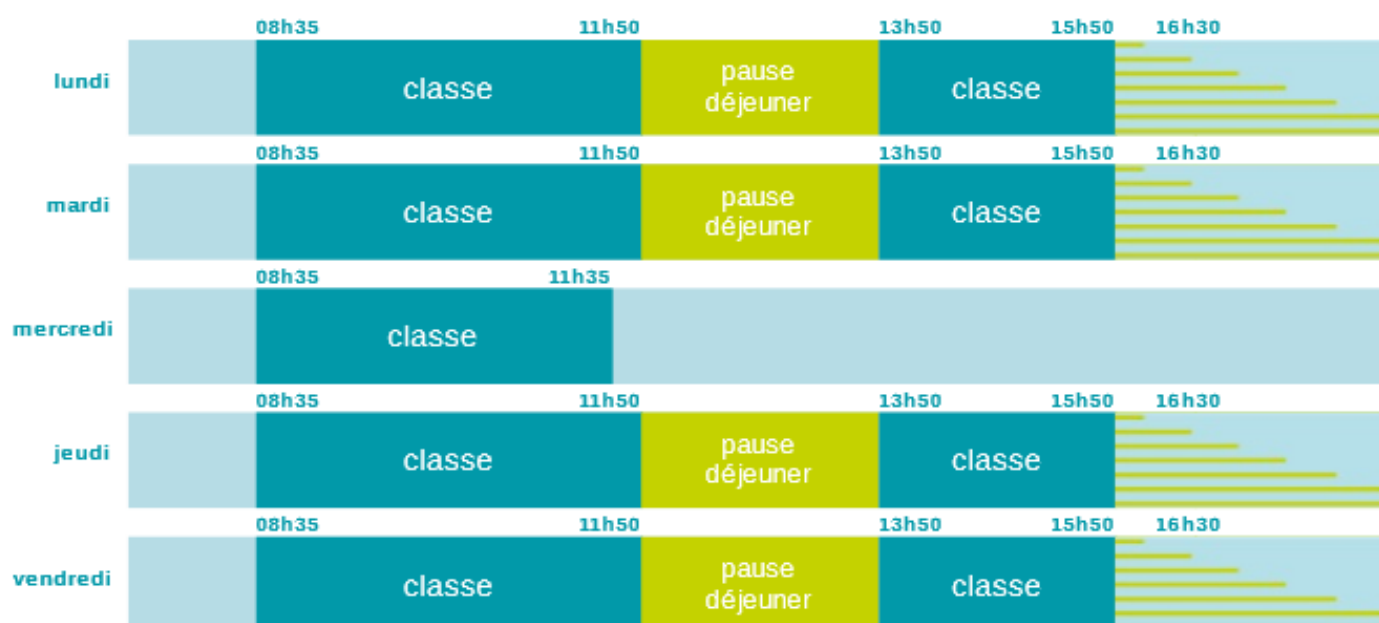 08h35 11h50 13h50 15h50 16h30
lundi classe pause déjeuner classe
08h35 11h50 13h50 15h50 16h30
mardi classe pause déjeuner classe
08h35 11h35
mercredi classe
08h35 11h50 13h50 15h50 16h30
jeudi classe pause déjeuner classe
08h35 11h50 13h50 15h50 16h30
vendredi classe pause déjeuner classe